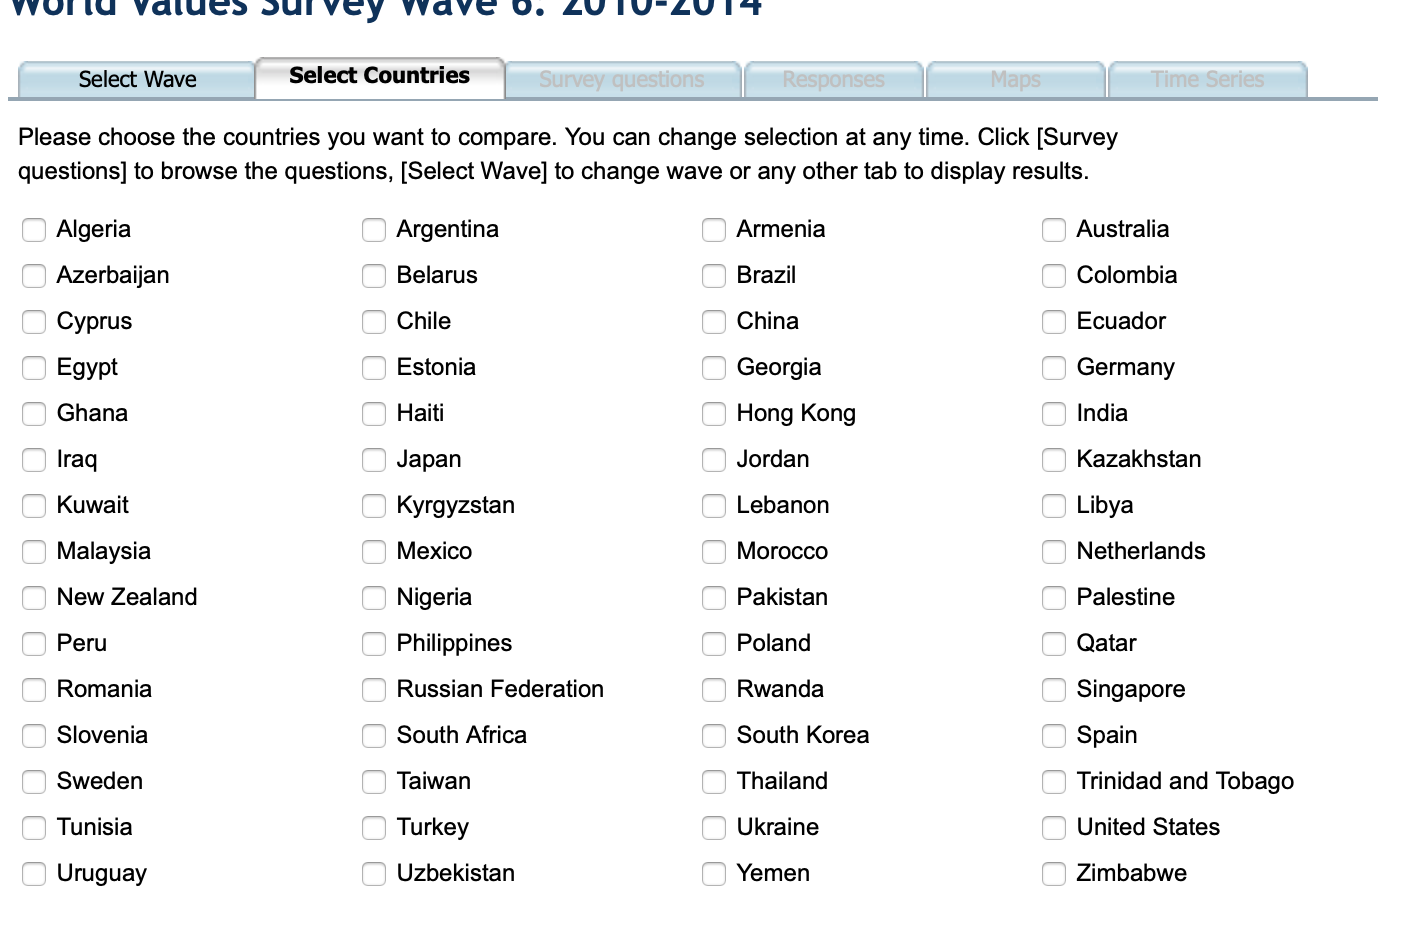 World Values Survey Wave 6: 2010-2014
Select Wave Select Countries Survey questions Responses Maps Time Series
Please choose the countries you want to compare. You can change selection at any time. Click [Survey
questions] to browse the questions, [Select Wave] to change wave or any other tab to display results.
Algeria Argentina Armenia Australia
Azerbaijan Belarus Brazil Colombia
Cyprus Chile China Ecuador
Egypt Estonia Georgia Germany
Ghana Haiti Hong Kong India
Iraq Japan Jordan Kazakhstan
Kuwait Kyrgyzstan Lebanon Libya
Malaysia Mexico Morocco Netherlands
New Zealand Nigeria Pakistan Palestine
Peru Philippines Poland Qatar
Romania Russian Federation Rwanda Singapore
Slovenia South Africa South Korea Spain
Sweden Taiwan Thailand Trinidad and Tobago
Tunisia Turkey Ukraine United States
Uruguay Uzbekistan Yemen Zimbabwe